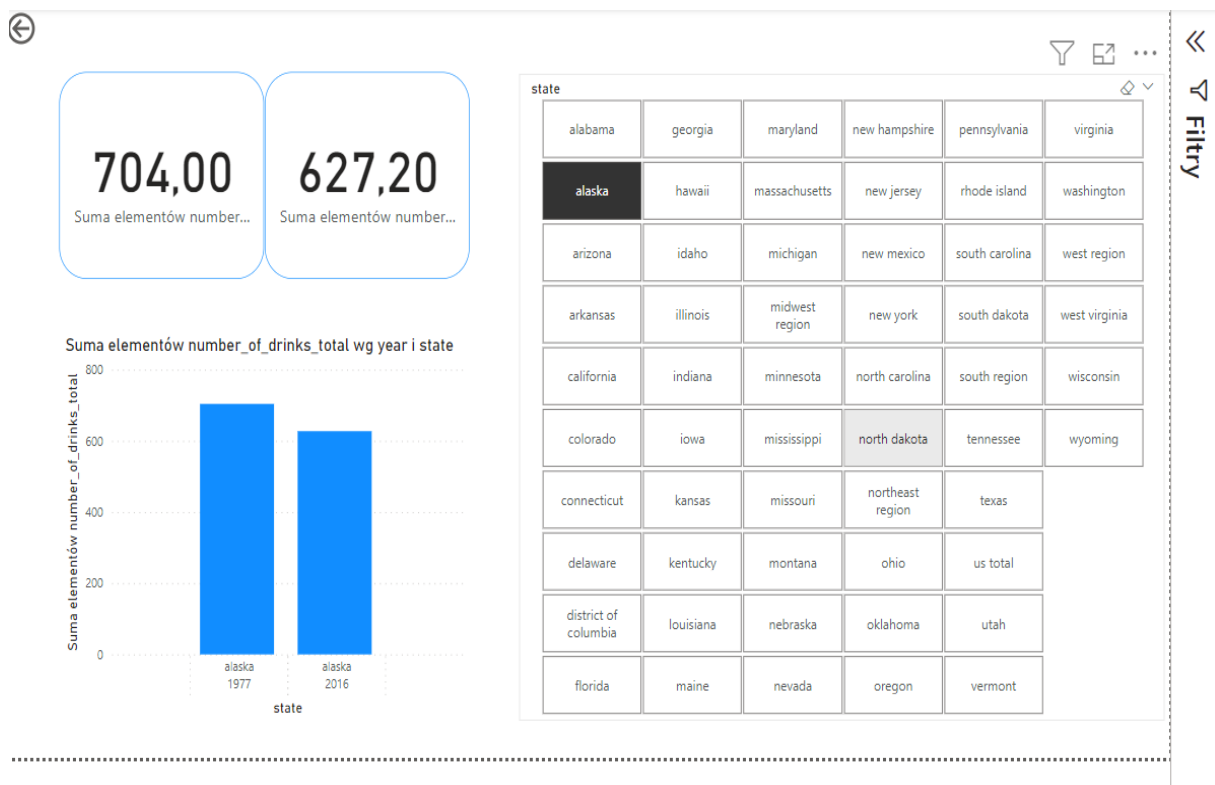 704,00
Suma elementów number...
627,20
Suma elementów number...
Suma elementów number_of_drinks_total wg year i state
Suma elementów number_of_drinks_total
800
600
400
200
0
alaska
1977
alaska
2016
state
state
alabama georgia maryland new hampshire pennsylvania virginia
alaska hawaii massachusetts new jersey rhode island washington
arizona idaho michigan new mexico south carolina west region
arkansas illinois midwest region new york south dakota west virginia
california indiana minnesota north carolina south region wisconsin
colorado iowa mississippi north dakota tennessee wyoming
connecticut kansas missouri northeast region texas
delaware kentucky montana ohio us total
district of columbia louisiana nebraska oklahoma utah
florida maine nevada oregon vermont
Filtry